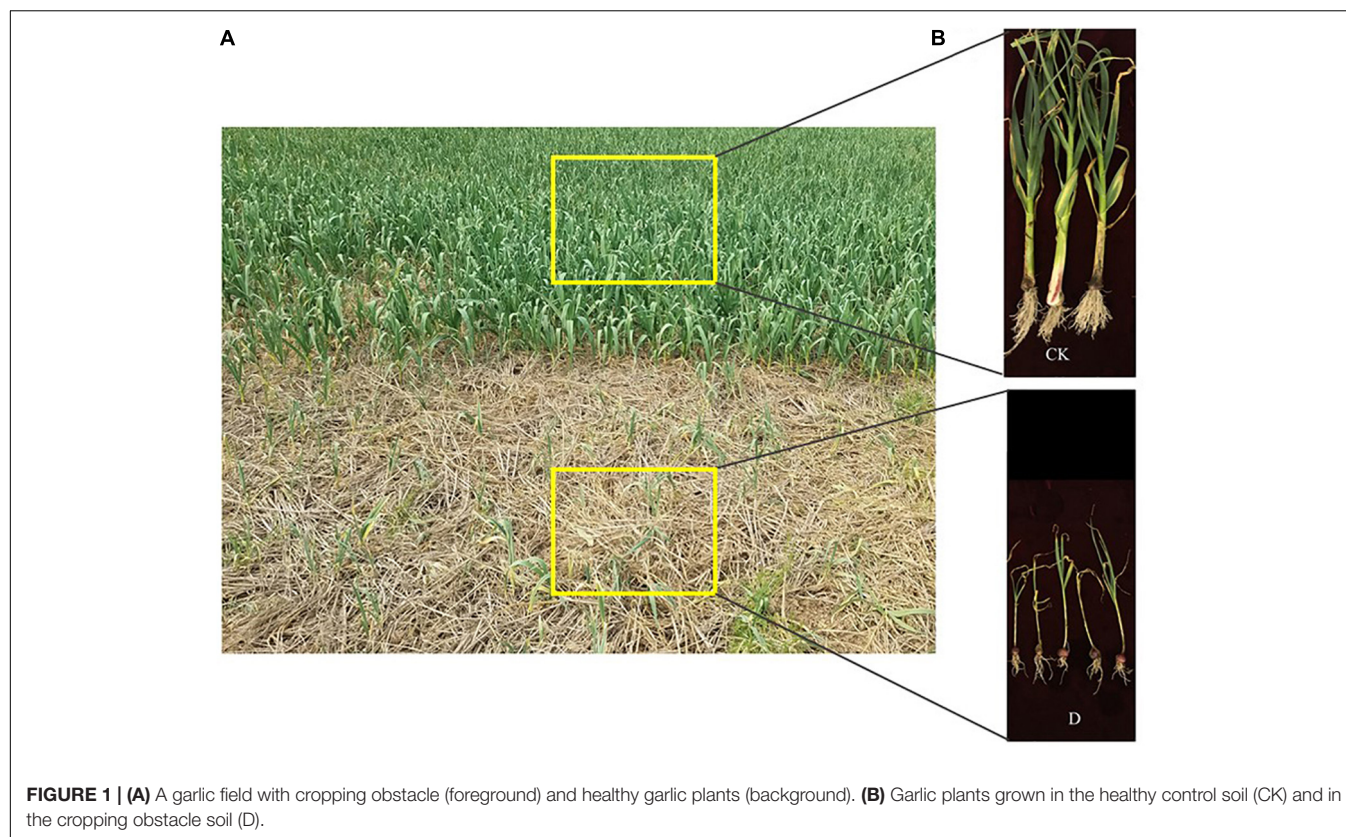 A
B
CK
D
FIGURE 1 | (A) A garlic field with cropping obstacle (foreground) and healthy garlic plants (background). (B) Garlic plants grown in the healthy control soil (CK) and in
the cropping obstacle soil (D).